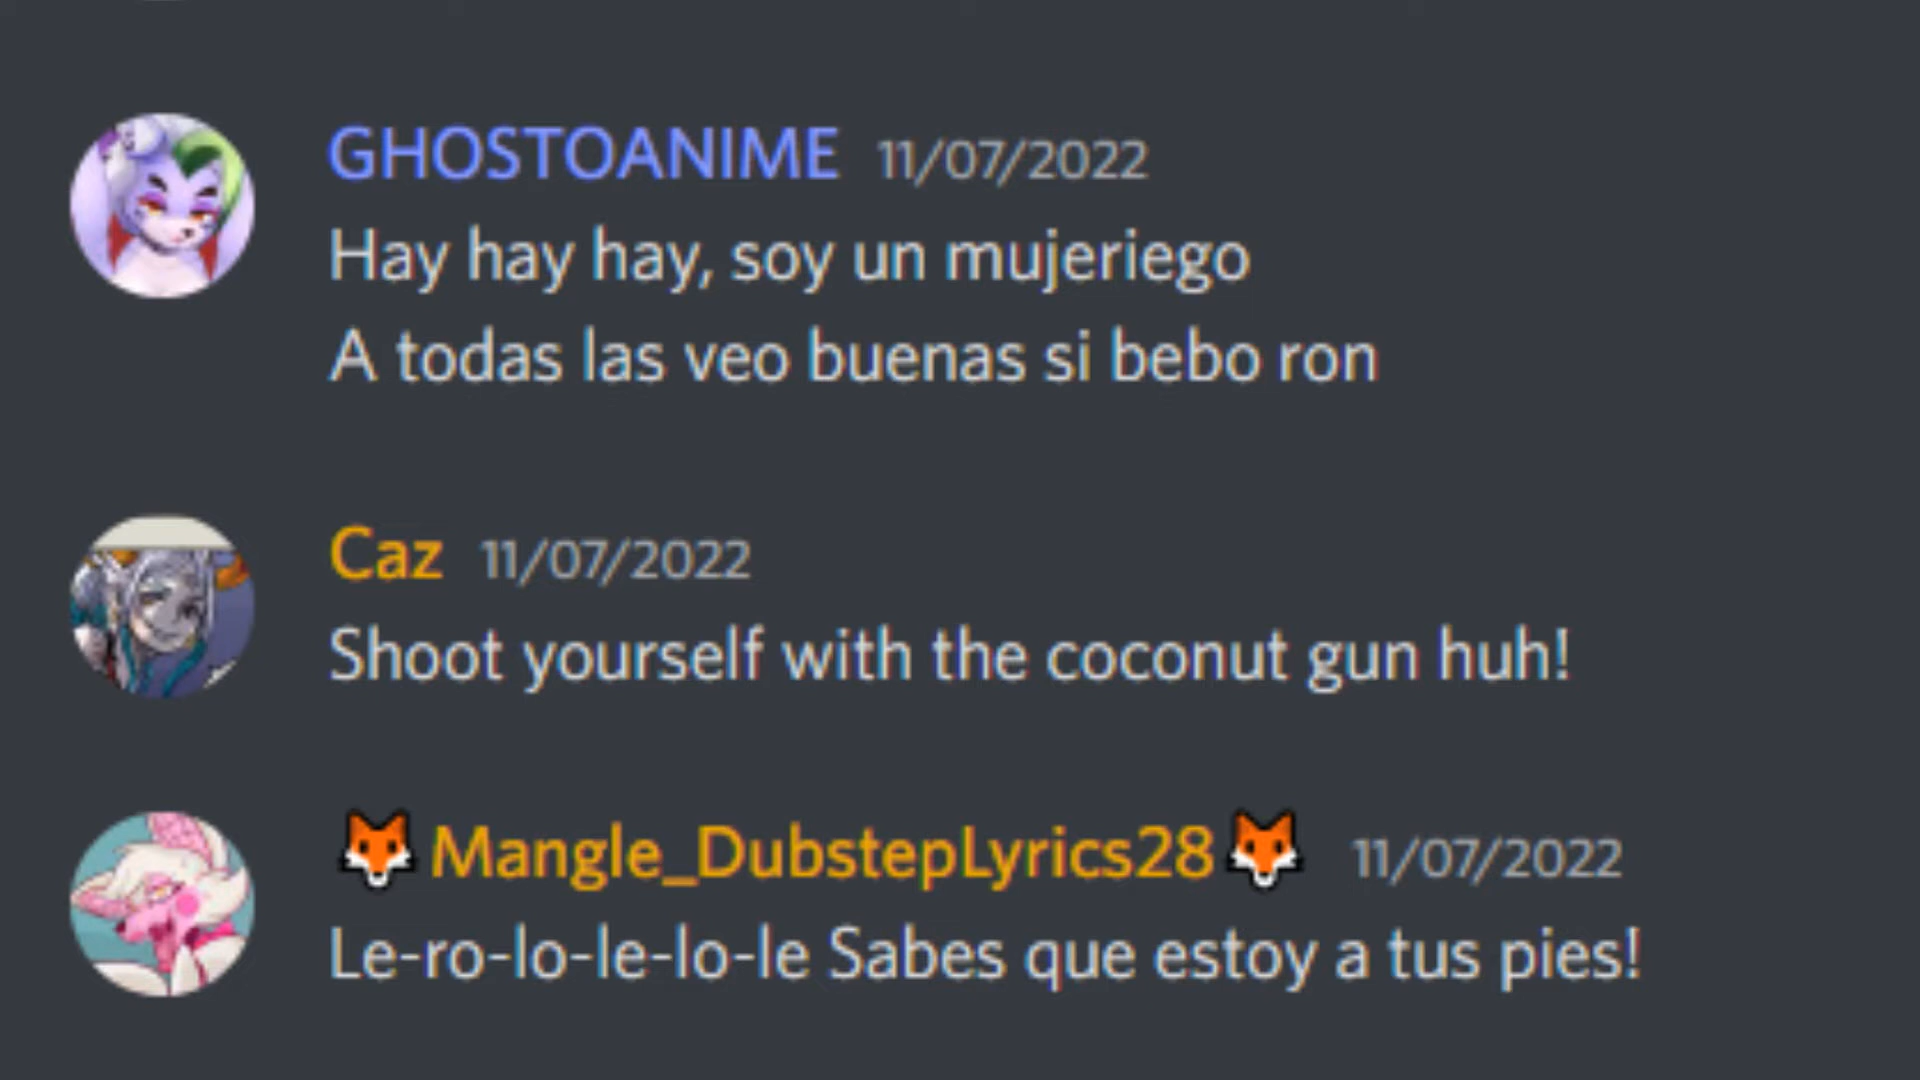 GHOSTOANIME 11/07/2022
Hay hay hay, soy un mujeriego
A todas las veo buenas si bebo ron
Caz 11/07/2022
Shoot yourself with the coconut gun huh!
🦊Mangle_DubstepLyrics28🦊 11/07/2022
Le-ro-lo-le-lo-le Sabes que estoy a tus pies!